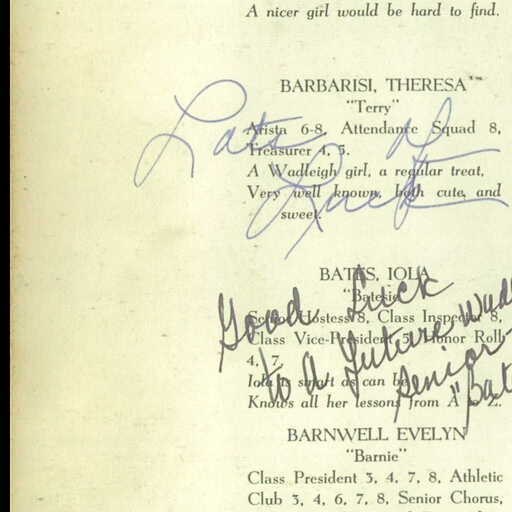 A nicer girl would be hard to find.
BARBARISI, THERESA
"Terry"
Arista 6-8, Attendance Squad 8,
Treasurer 4, 5.
A Wadleigh girl, a regular treat,
Very well known, both cute, and
sweet.
Lots of
Luck
BATES, IOLA
"Batesie"
Senior Hostess 8, Class Inspector 8,
Class Vice-President 5, Honor Roll
4, 7.
Iola is smart as can be
Knows all her lessons from A to Z.
Good Luck
to A Future Wad
Senior-
"Bat
BARNWELL EVELYN
"Barnie"
Class President 3, 4, 7, 8, Athletic
Club 3, 4, 6, 7, 8, Senior Chorus,